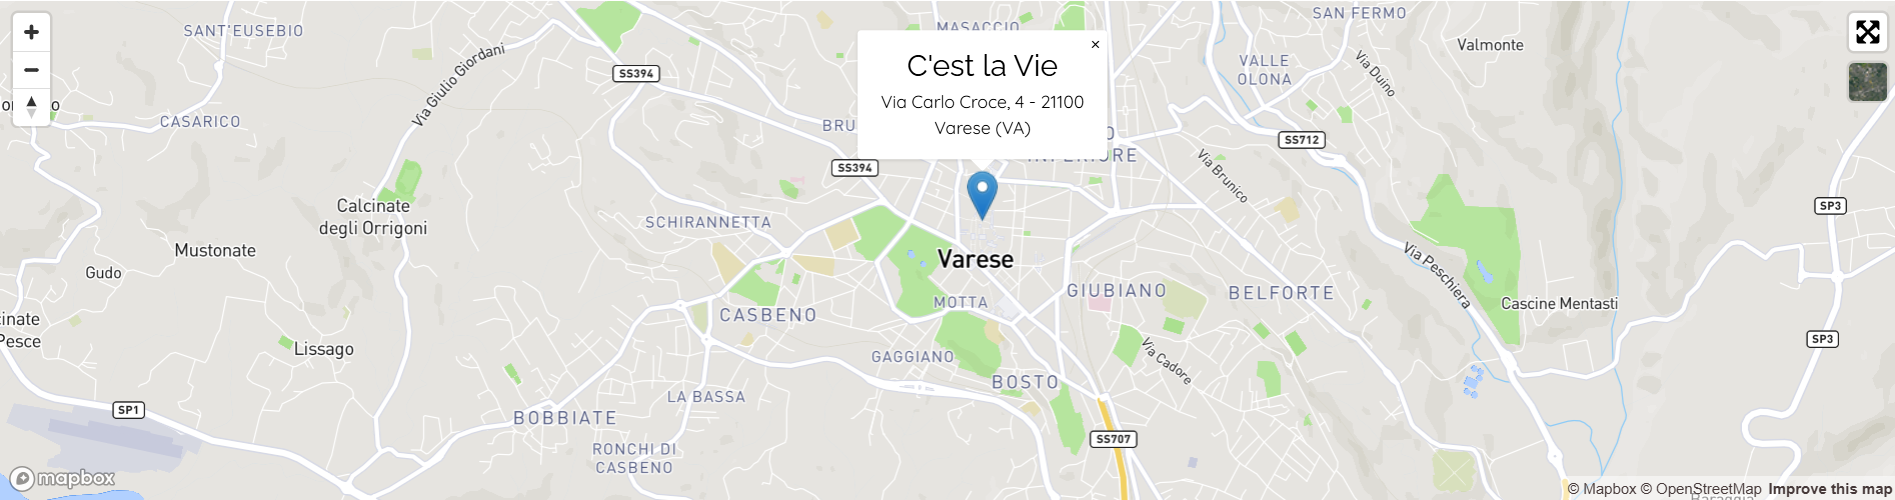 SANT'EUSEBIO
MASACCIO
SAN FERMO
Valmonte
VALLE
OLONA
Via Duino
Via Giulio Giordani
SS394
×
C'est la Vie
Via Carlo Croce, 4 - 21100
Varese (VA)
CASARICO
SS712
INFERIORE
SS394
Via Brunico
Calcinate
degli Orrigoni
SCHIRANNETTA
SP3
Mustonate
Gudo
Varese
Via Peschiera
MOTTA
GIUBIANO
BELFORTE
Cascine Mentasti
CASBENO
Pesce
Lissago
GAGGIANO
Via Cadore
SP3
BOSTO
LA BASSA
SP1
BOBBIATE
SS707
RONCHI DI
CASBENO
mapbox
© Mapbox © OpenStreetMap Improve this map